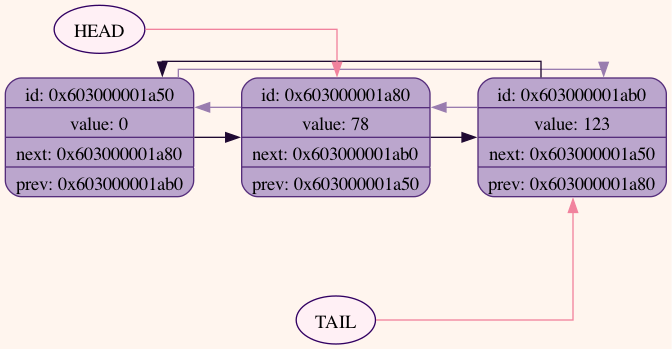 HEAD
id: 0x603000001a50
value: 0
next: 0x603000001a80
prev: 0x603000001ab0
id: 0x603000001a80
value: 78
next: 0x603000001ab0
prev: 0x603000001a50
id: 0x603000001ab0
value: 123
next: 0x603000001a50
prev: 0x603000001a80
TAIL